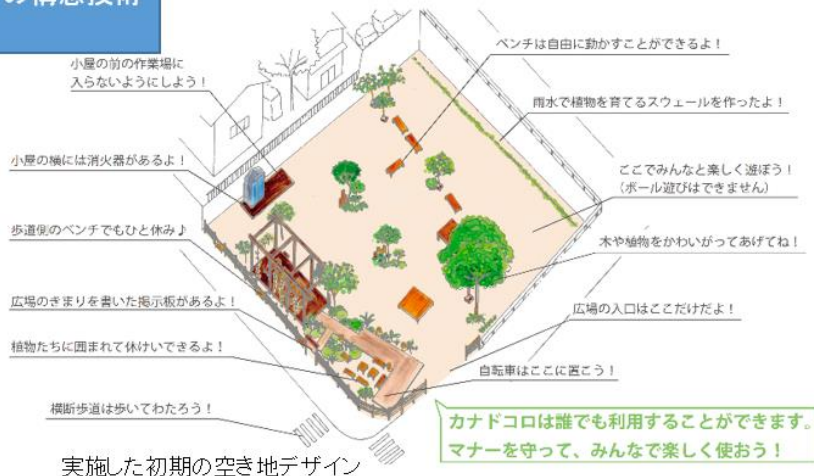 の構想技術
小屋の前の作業場に
入らないようにしよう！
小屋の横には消火器があるよ！
歩道側のベンチでもひと休み♪
広場のきまりを書いた掲示板があるよ！
植物たちに囲まれて休けいできるよ！
横断歩道は歩いてわたろう！
ベンチは自由に動かすことができるよ！
雨水で植物を育てるスウェールを作ったよ！
ここでみんなと楽しく遊ぼう！
（ボール遊びはできません）
木や植物をかわいがってあげてね！
広場の入口はここだけだよ！
自転車はここに置こう！
カナドコロは誰でも利用することができます。
マナーを守って、みんなで楽しく使おう！
実施した初期の空き地デザイン